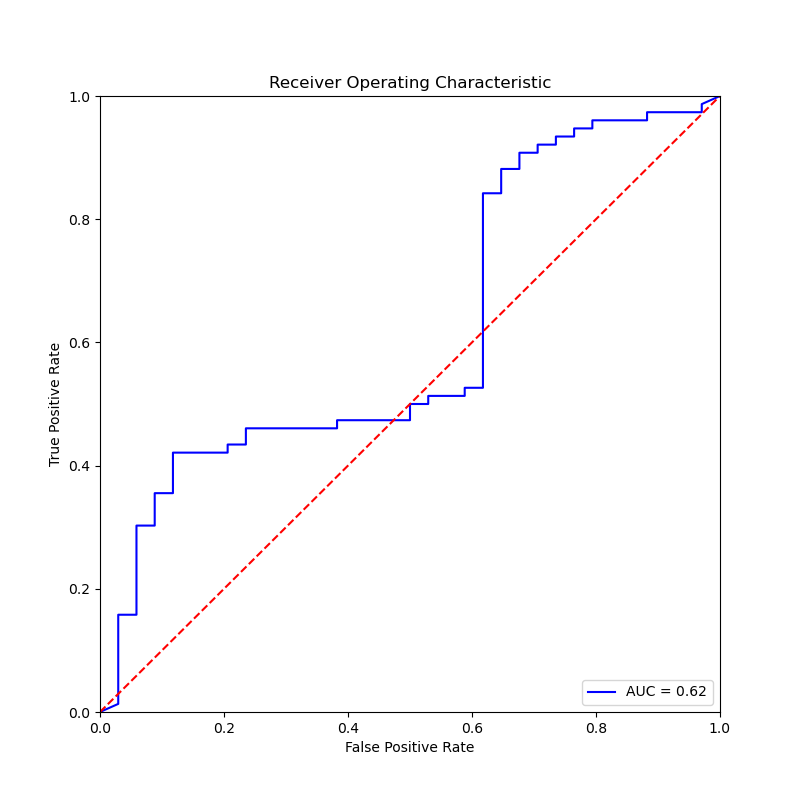 Receiver Operating Characteristic
1.0
0.8
0.6
0.4
0.2
0.0
True Positive Rate
AUC = 0.62
0.0 0.2 0.4 0.6 0.8 1.0
False Positive Rate